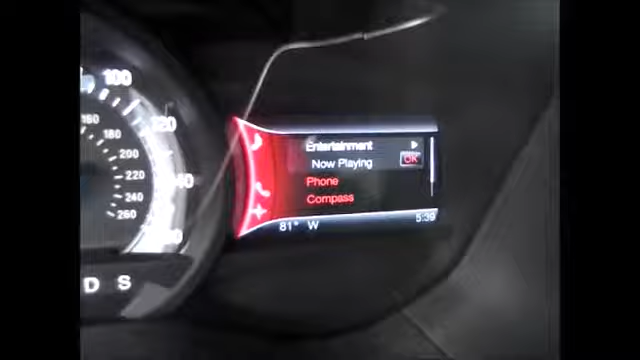 100
120
160
180
200
220
240
260
D S
Entertainment
Now Playing OK
Phone
Compass
81° W 5:39